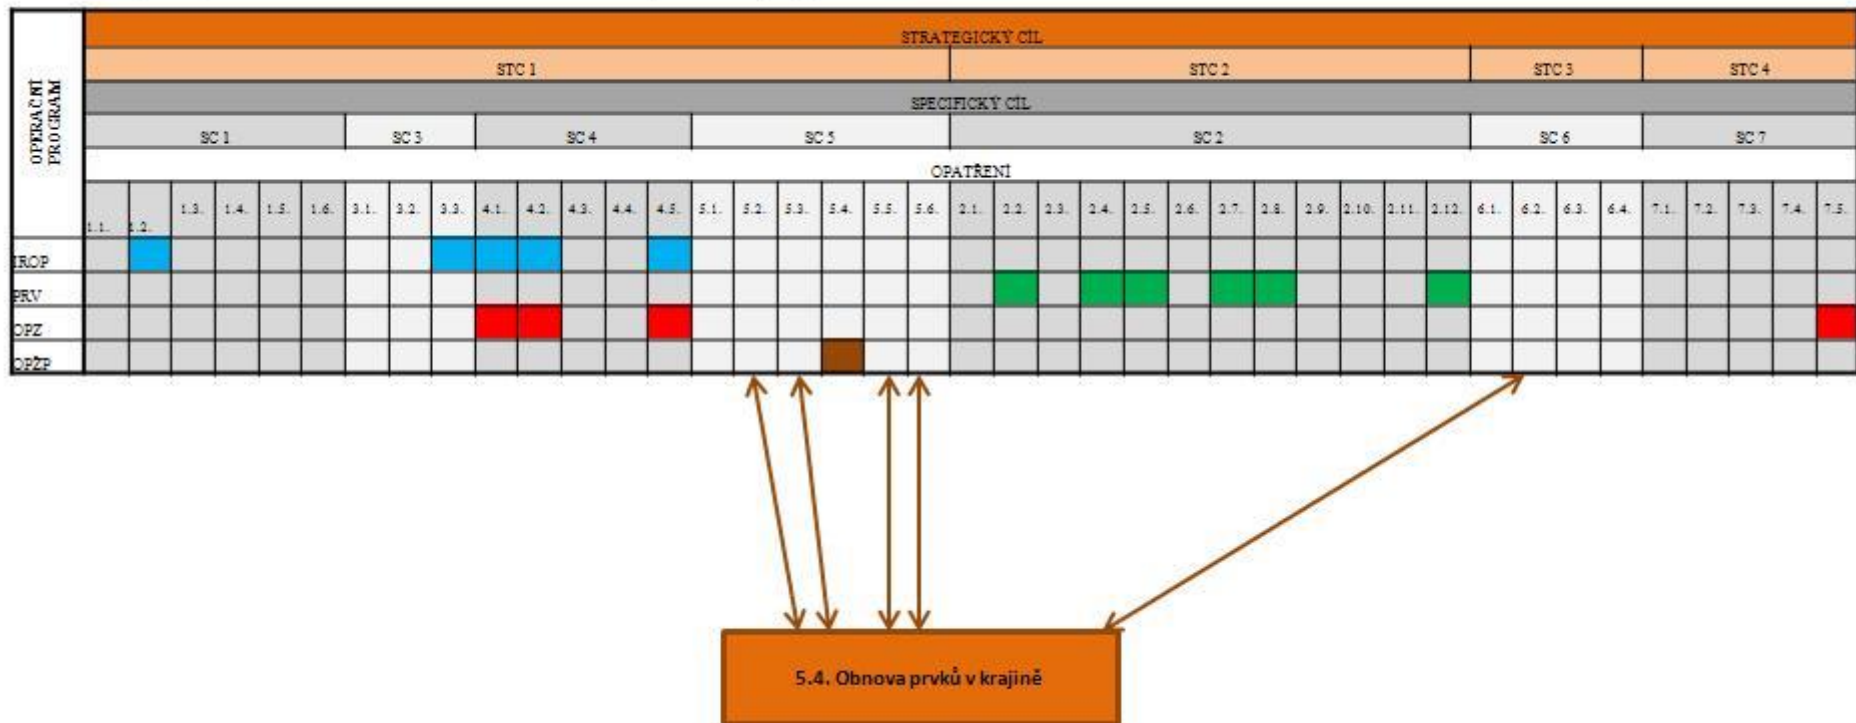 OPERAČNÍ
PROGRAM
STRATEGICKÝ CÍL
STC 1 STC 2 STC 3 STC 4
SPECIFICKÝ CÍL
SC 1 SC 3 SC 4 SC 5 SC 2 SC 6 SC 7
OPATŘENÍ
1.1. 1.2. 1.3. 1.4. 1.5. 1.6. 3.1. 3.2. 3.3. 4.1. 4.2. 4.3. 4.4. 4.5. 5.1. 5.2. 5.3. 5.4. 5.5. 5.6. 2.1. 2.2. 2.3. 2.4. 2.5. 2.6. 2.7. 2.8. 2.9. 2.10. 2.11. 2.12. 6.1. 6.2. 6.3. 6.4. 7.1. 7.2. 7.3. 7.4. 7.5.
IROP
PRV
OPZ
OPŽP
5.4. Obnova prvků v krajině